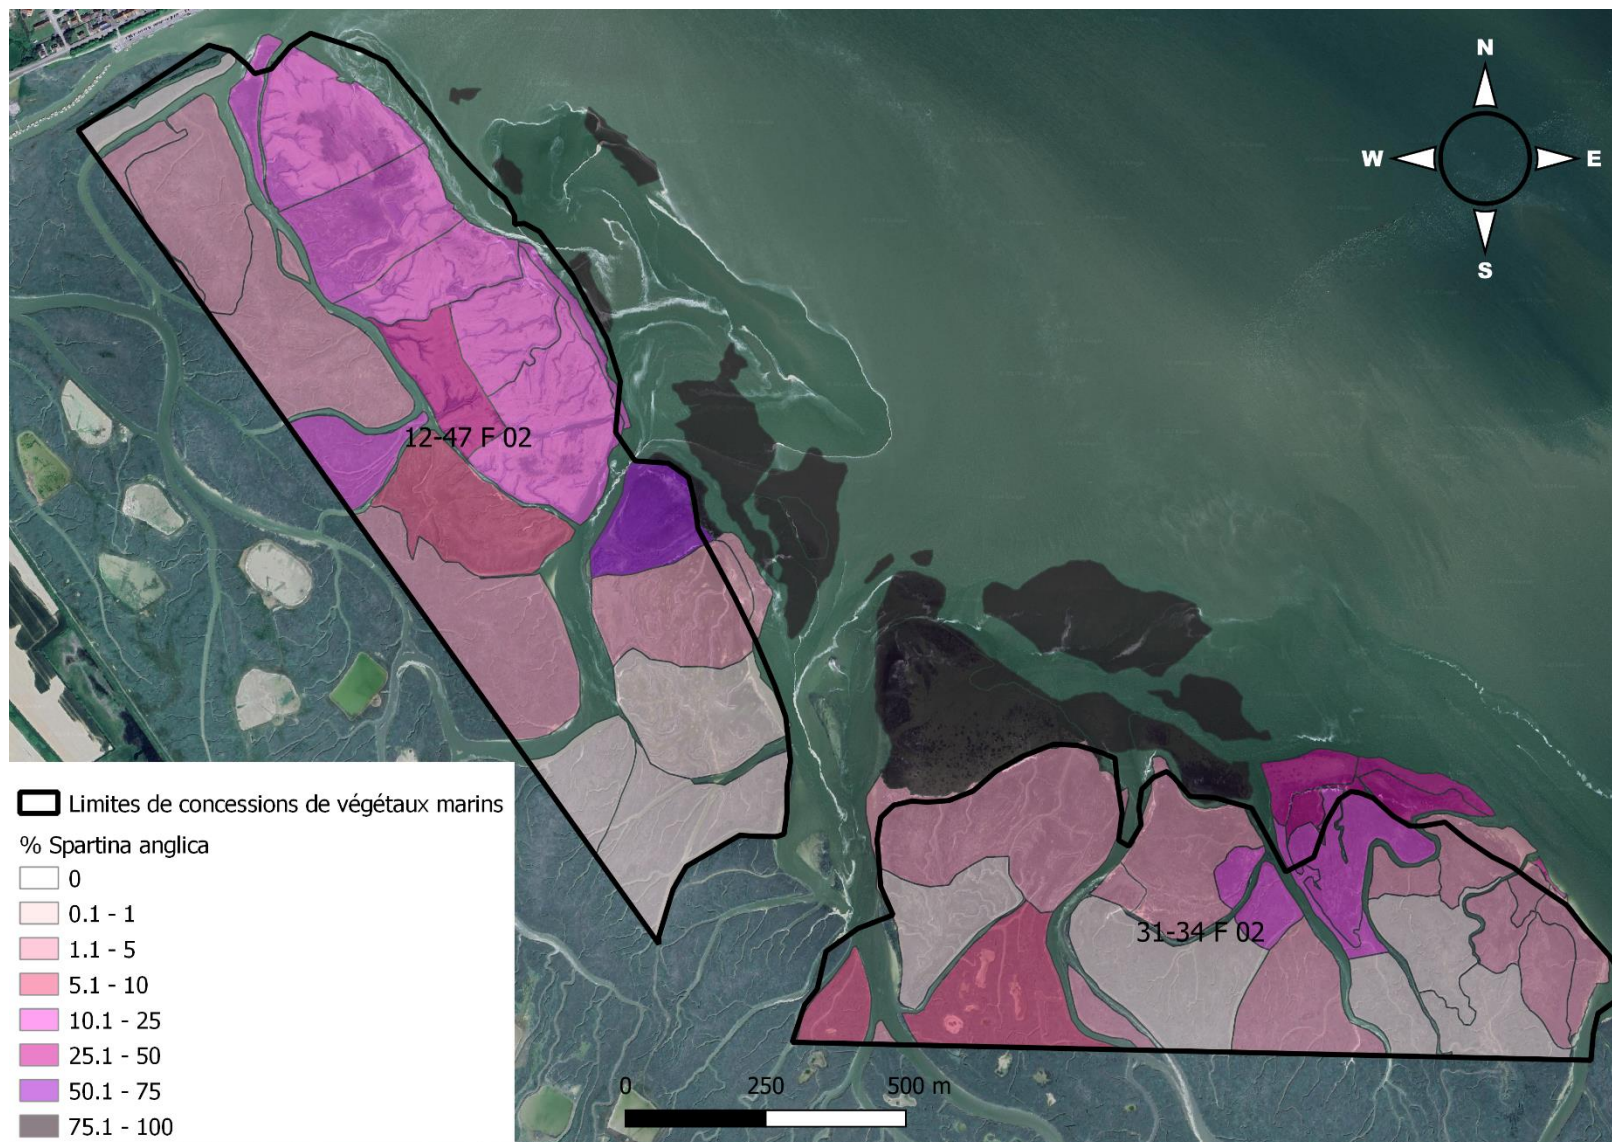 N
W
E
S
12-47 F 02
31-34 F 02
Limites de concessions de végétaux marins
% Spartina anglica
0
0.1 - 1
1.1 - 5
5.1 - 10
10.1 - 25
25.1 - 50
50.1 - 75
75.1 - 100
0 250 500 m